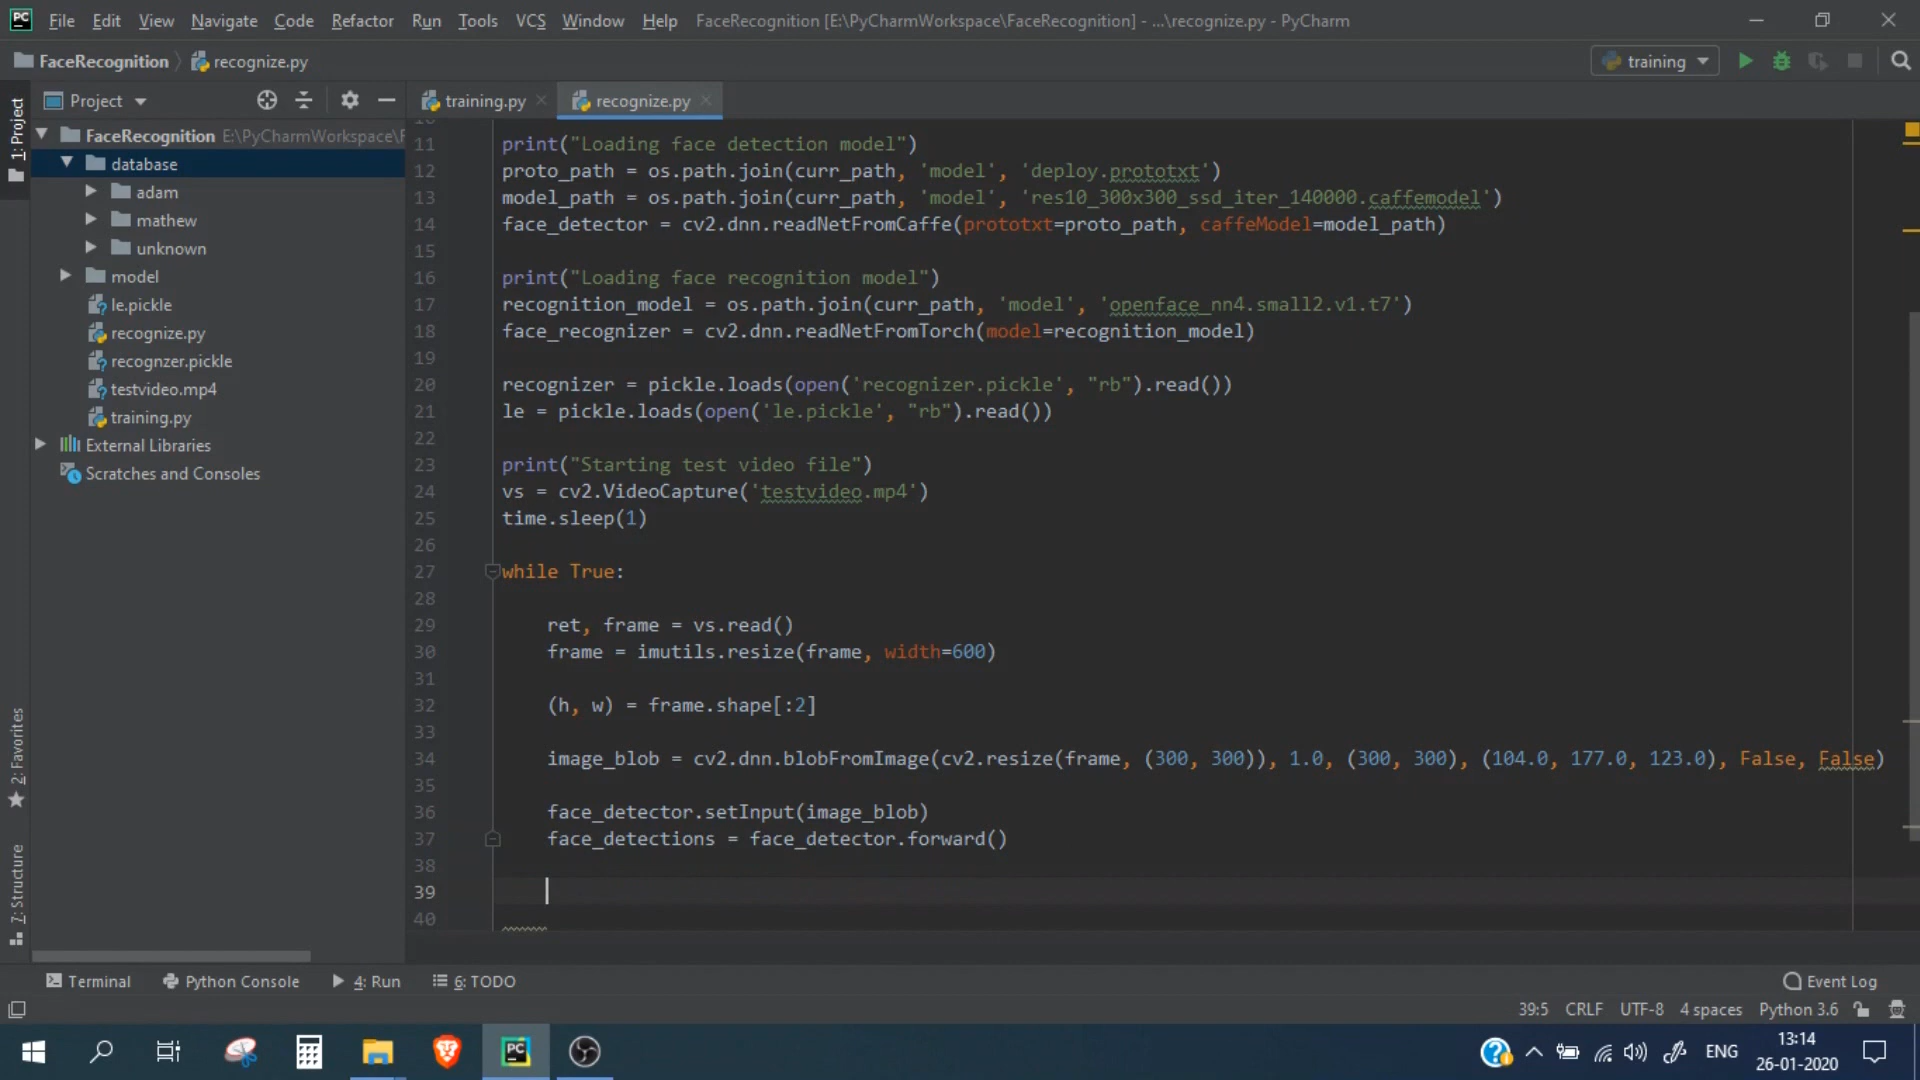 PC File Edit View Navigate Code Refactor Run Tools VCS Window Help FaceRecognition [E:\PyCharmWorkspace\FaceRecognition] - ...\recognize.py - PyCharm
FaceRecognition recognize.py training
Project training.py recognize.py
1: Project
FaceRecognition E:\PyCharmWorkspace\F
database
adam
mathew
unknown
model
le.pickle
recognize.py
recognzer.pickle
testvideo.mp4
training.py
External Libraries
Scratches and Consoles
2: Favorites
7: Structure
11 print("Loading face detection model")
12 proto_path = os.path.join(curr_path, 'model', 'deploy.prototxt')
13 model_path = os.path.join(curr_path, 'model', 'res10_300x300_ssd_iter_140000.caffemodel')
14 face_detector = cv2.dnn.readNetFromCaffe(prototxt=proto_path, caffeModel=model_path)
15
16 print("Loading face recognition model")
17 recognition_model = os.path.join(curr_path, 'model', 'openface_nn4.small2.v1.t7')
18 face_recognizer = cv2.dnn.readNetFromTorch(model=recognition_model)
19
20 recognizer = pickle.loads(open('recognizer.pickle', "rb").read())
21 le = pickle.loads(open('le.pickle', "rb").read())
22
23 print("Starting test video file")
24 vs = cv2.VideoCapture('testvideo.mp4')
25 time.sleep(1)
26
27 while True:
28
29 ret, frame = vs.read()
30 frame = imutils.resize(frame, width=600)
31
32 (h, w) = frame.shape[:2]
33
34 image_blob = cv2.dnn.blobFromImage(cv2.resize(frame, (300, 300)), 1.0, (300, 300), (104.0, 177.0, 123.0), False, False)
35
36 face_detector.setInput(image_blob)
37 face_detections = face_detector.forward()
38
39
40
Terminal Python Console 4: Run 6: TODO Event Log
39:5 CRLF UTF-8 4 spaces Python 3.6
PC ENG 13:14
26-01-2020